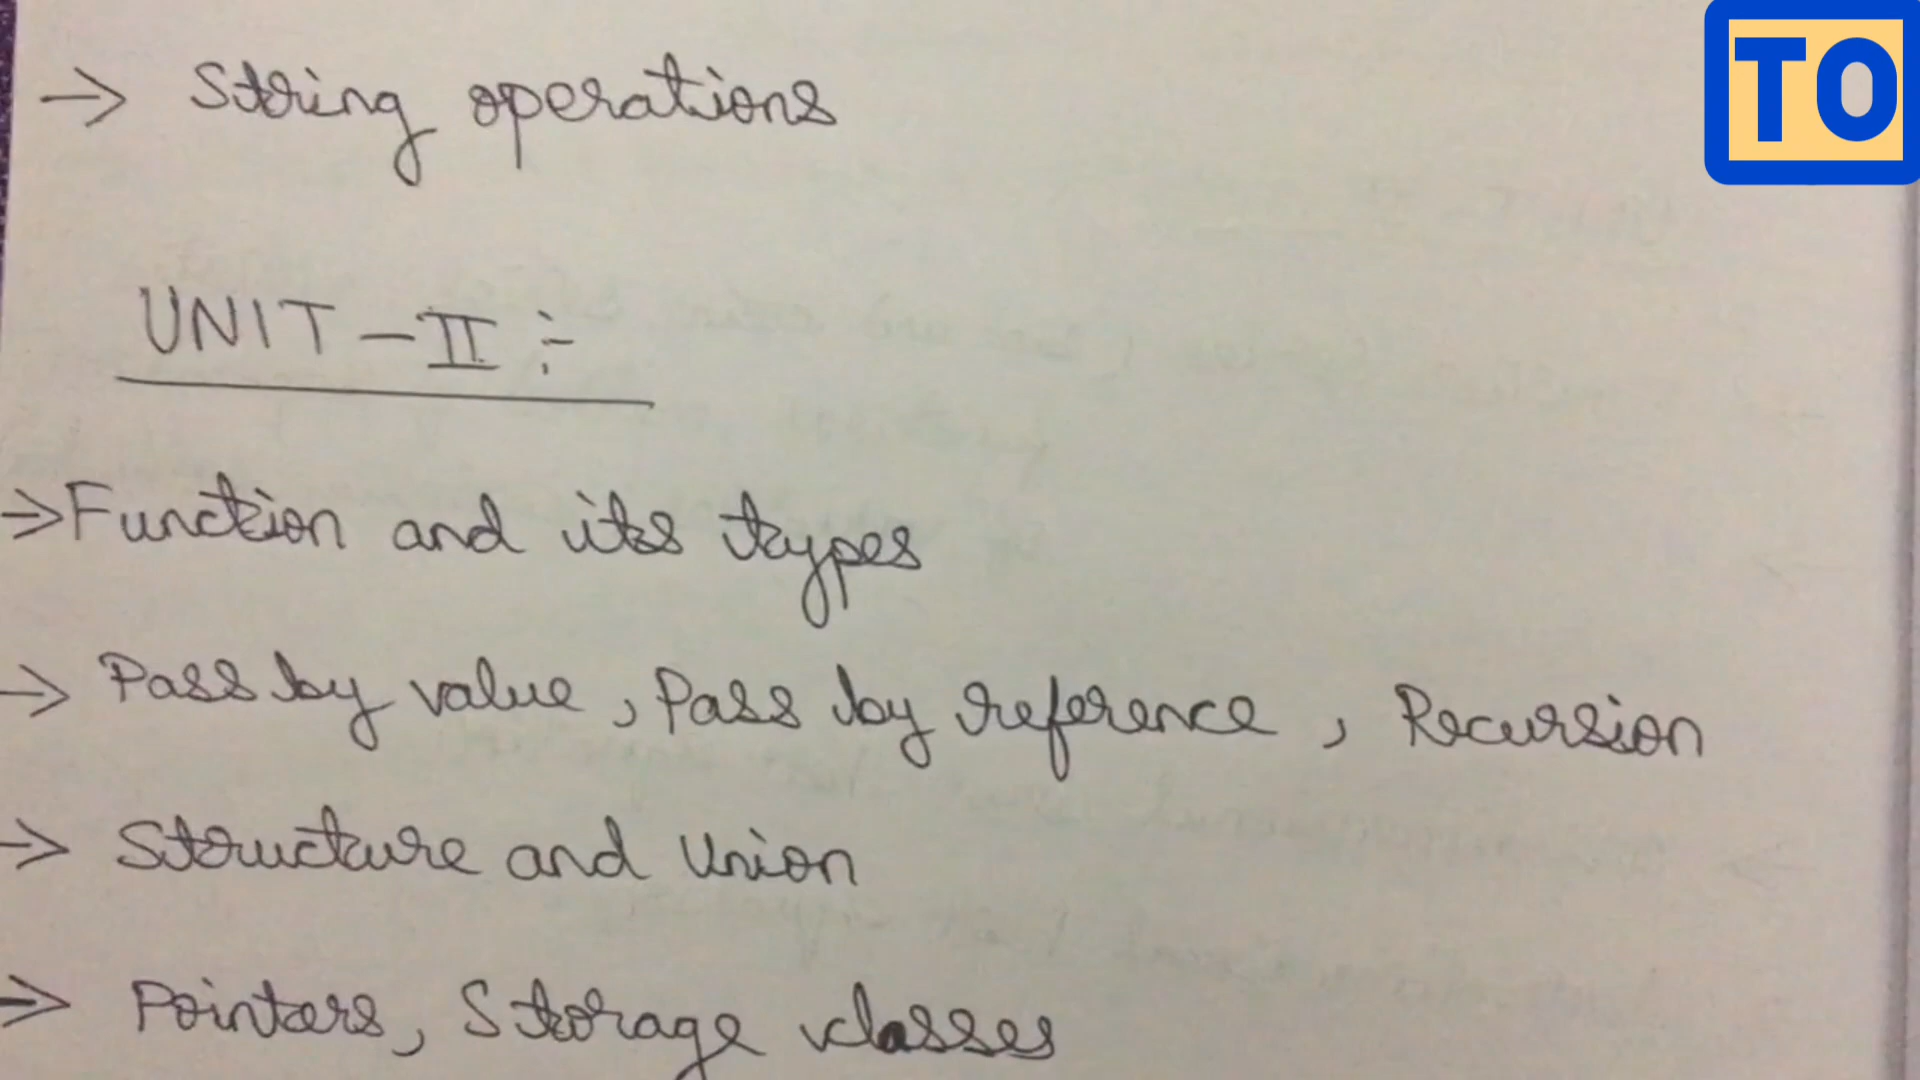 TO
→ String operations
UNIT-II :-
→ Function and its types
→ Pass by value, Pass by reference, Recursion
→ Structure and Union
→ Pointers, Storage classes